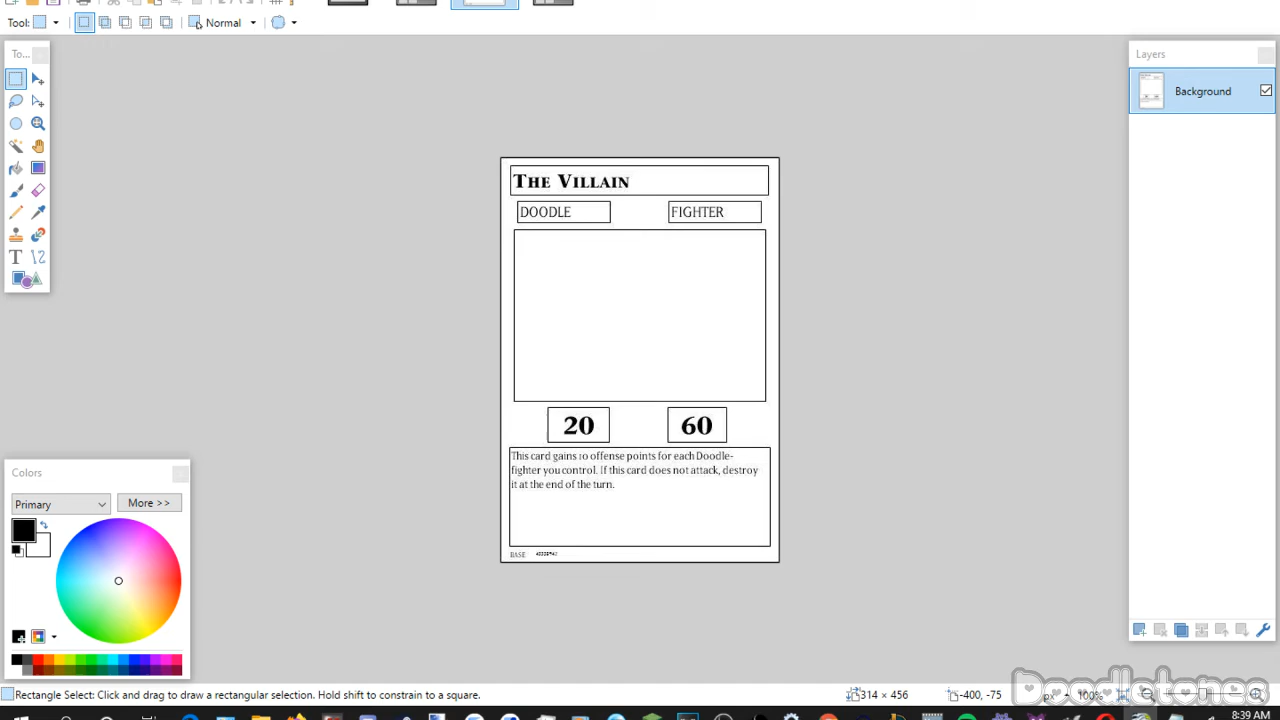 Tool:
Normal
To...
Layers
Background
THE VILLAIN
DOODLE
FIGHTER
20
60
This card gains 10 offense points for each Doodle-
fighter you control. If this card does not attack, destroy
it at the end of the turn.
BASE
Colors
Primary
More >>
Rectangle Select: Click and drag to draw a rectangular selection. Hold shift to constrain to a square.
314 × 456
-400, -75
px
100%
Doodletones
8:39 AM